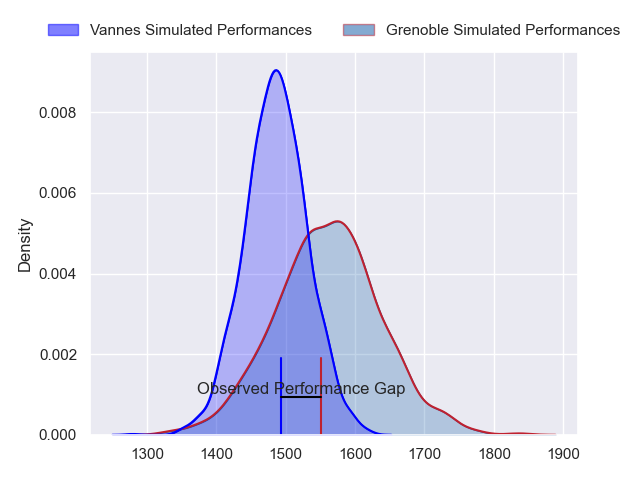 Vannes Simulated Performances
Grenoble Simulated Performances
Density
0.008
0.006
0.004
0.002
0.000
Observed Performance Gap
1300 1400 1500 1600 1700 1800 1900